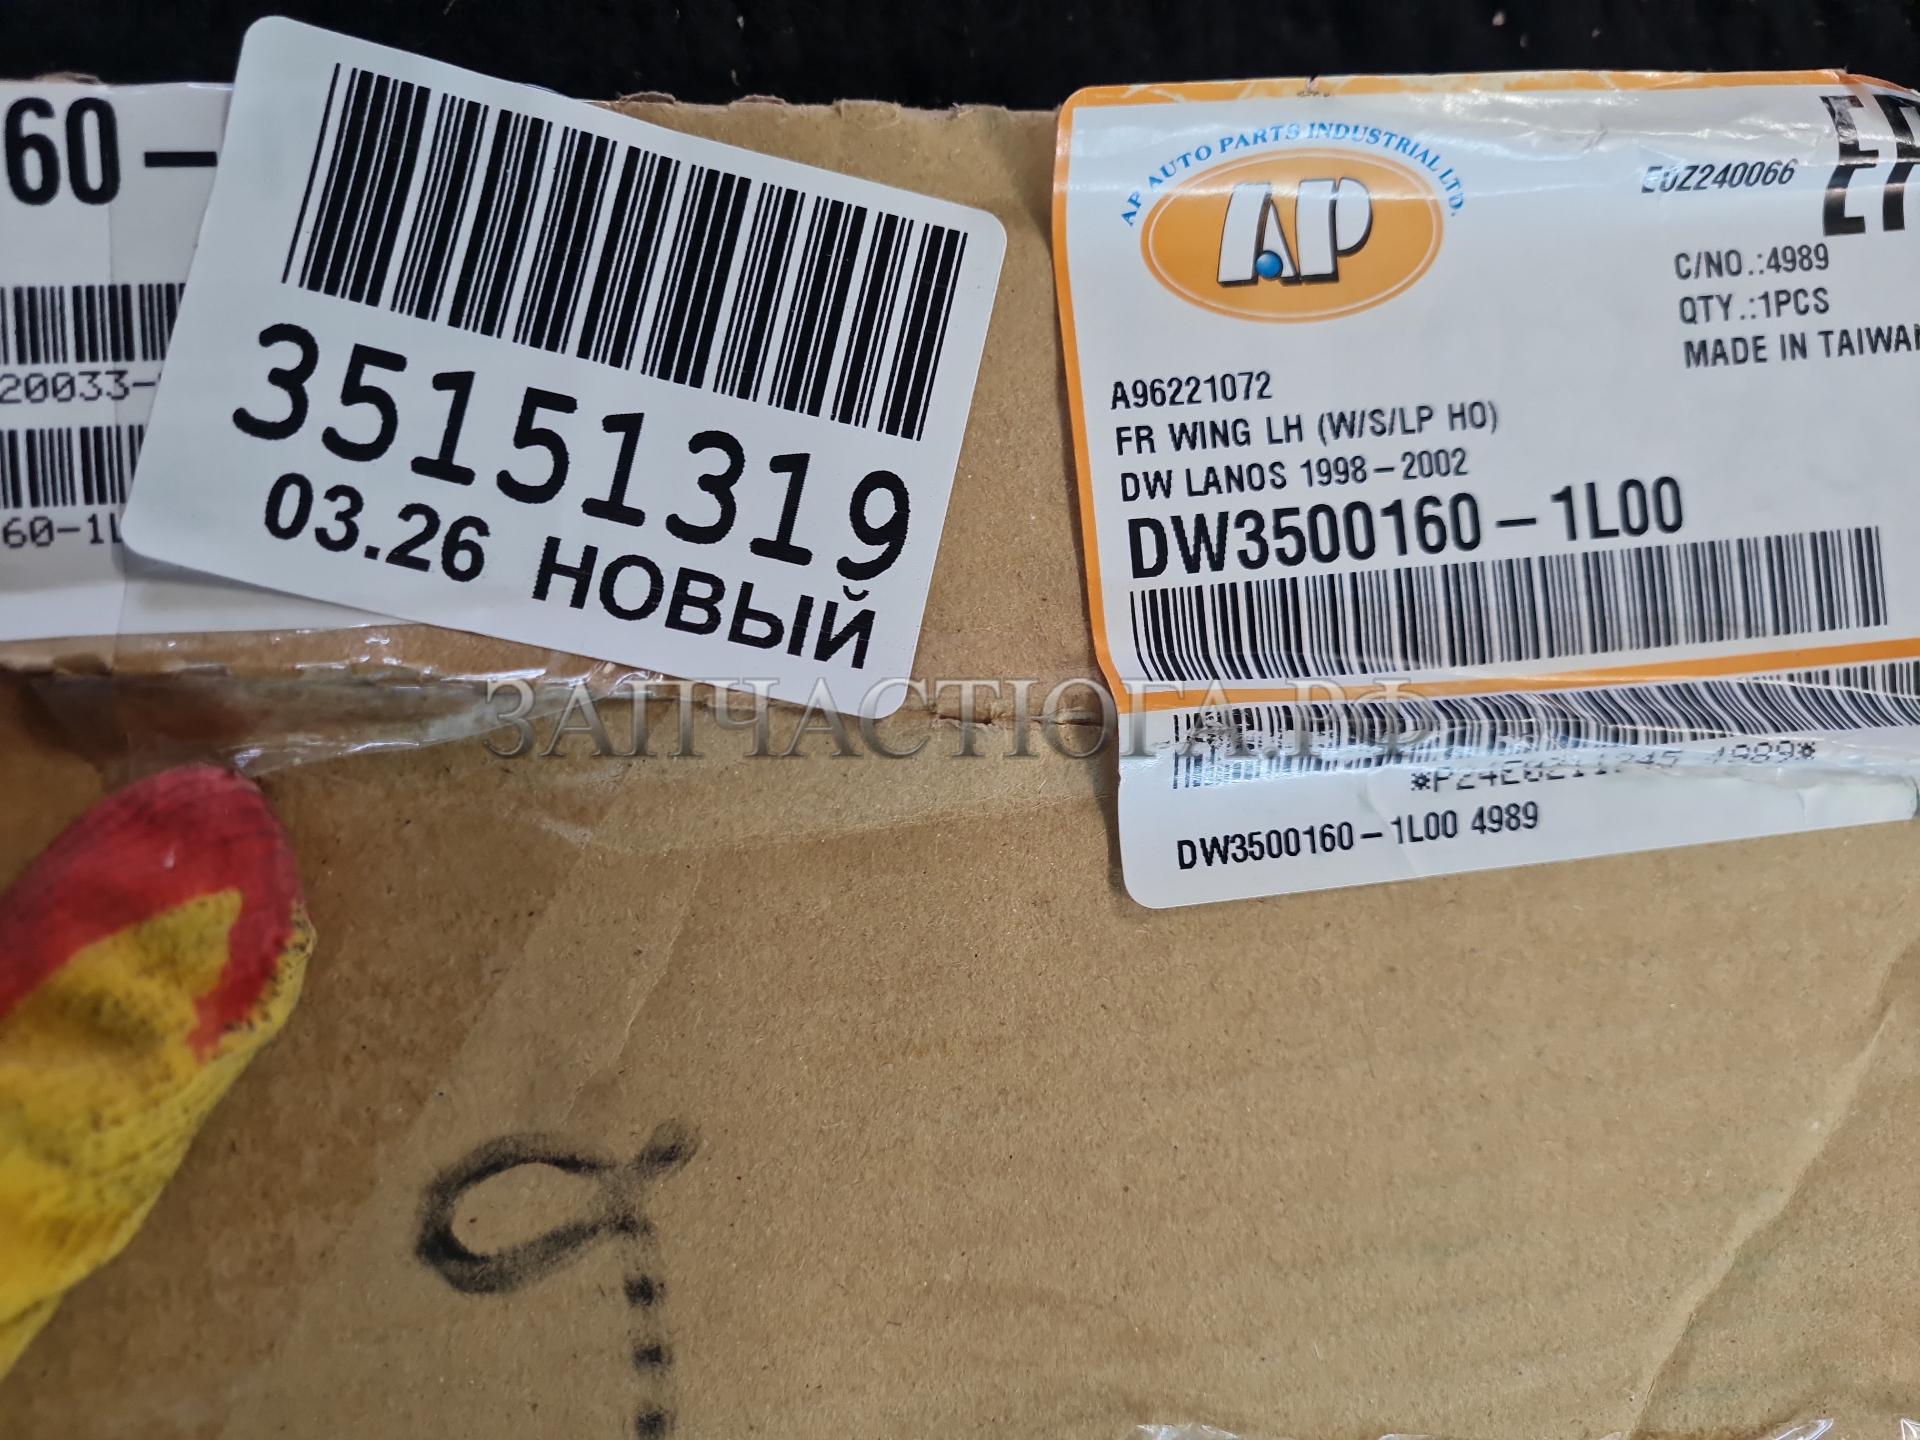 60-
20033-
60-1L
35151319
03.26 НОВЫЙ
AP AUTO PARTS INDUSTRIAL LTD.
AP
E0Z240066
C/NO.:4989
QTY.:1PCS
MADE IN TAIWAN
A96221072
FR WING LH (W/S/LP HO)
DW LANOS 1998-2002
DW3500160-1L00
4989*
DW3500160-1L00 4989
ЗАПЧАСТЮГА.РФ